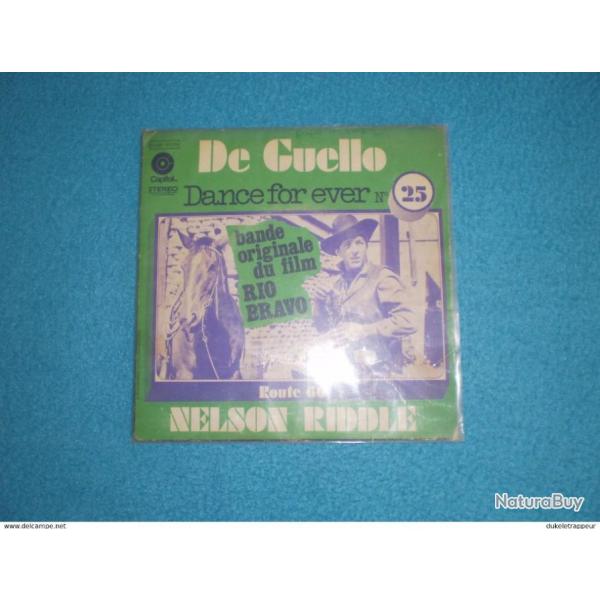 De Guello
Capitol
STEREO
Dance for ever N° 25
bande
originale
du film
RIO
BRAVO
Route 66
NELSON RIDDLE
NaturaBuy
www.delcampe.net
dukeletrappeur